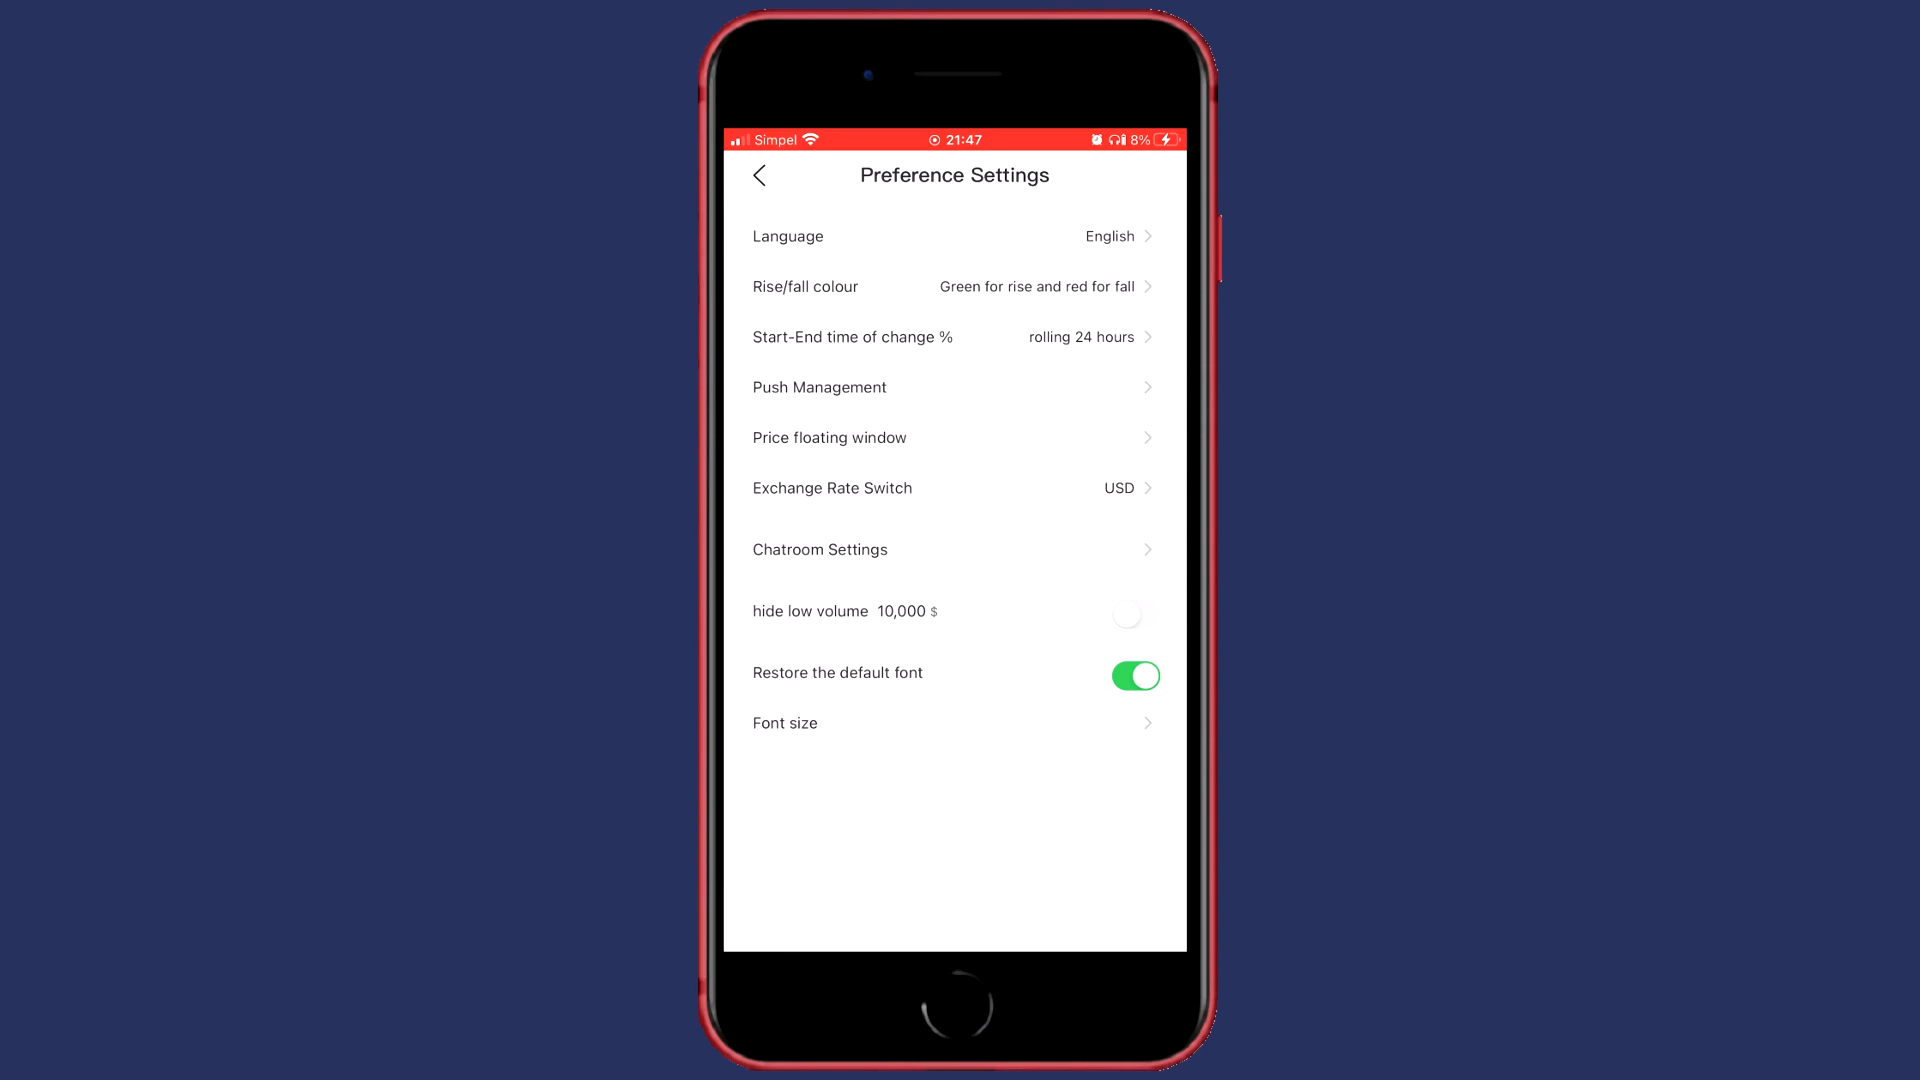 Simpel 21:47 8%
Preference Settings
Language English
Rise/fall colour Green for rise and red for fall
Start-End time of change % rolling 24 hours
Push Management
Price floating window
Exchange Rate Switch USD
Chatroom Settings
hide low volume 10,000 $
Restore the default font
Font size